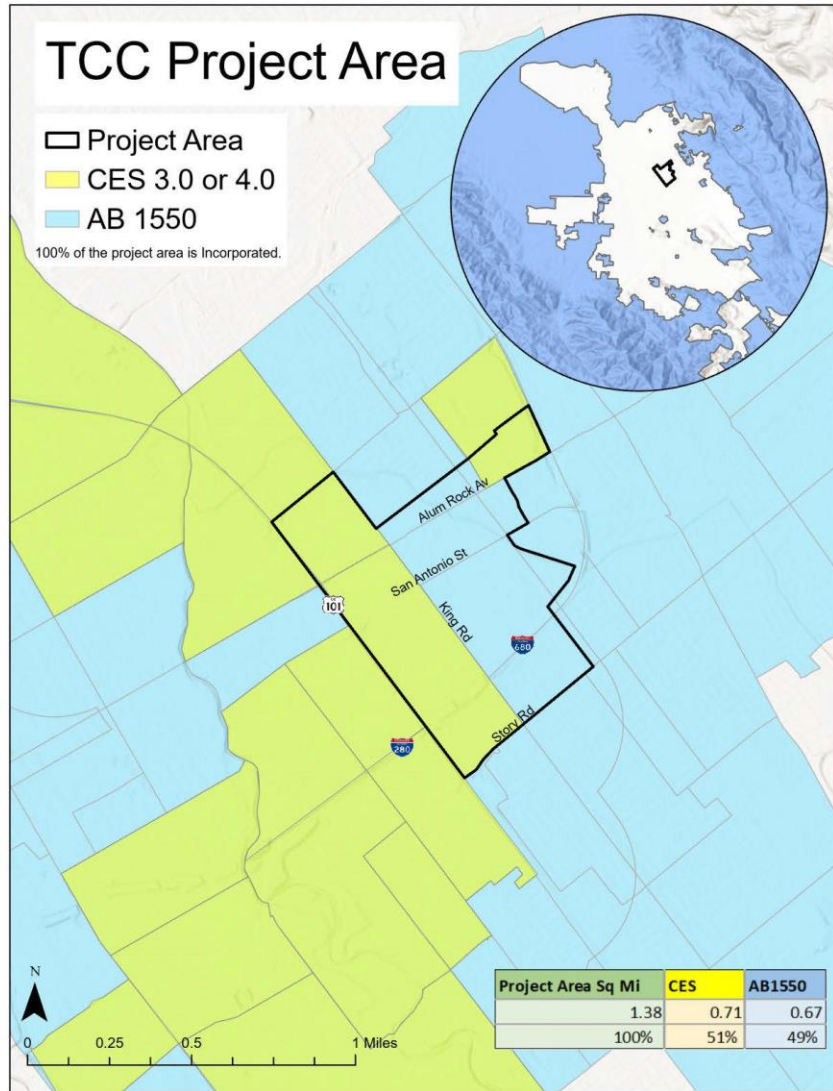 TCC Project Area
Project Area
CES 3.0 or 4.0
AB 1550
100% of the project area is Incorporated.
Alum Rock Av
San Antonio St
101
King Rd
680
Story Rd
280
N
0 0.25 0.5 1 Miles
Project Area Sq Mi CES AB1550
1.38 0.71 0.67
100% 51% 49%